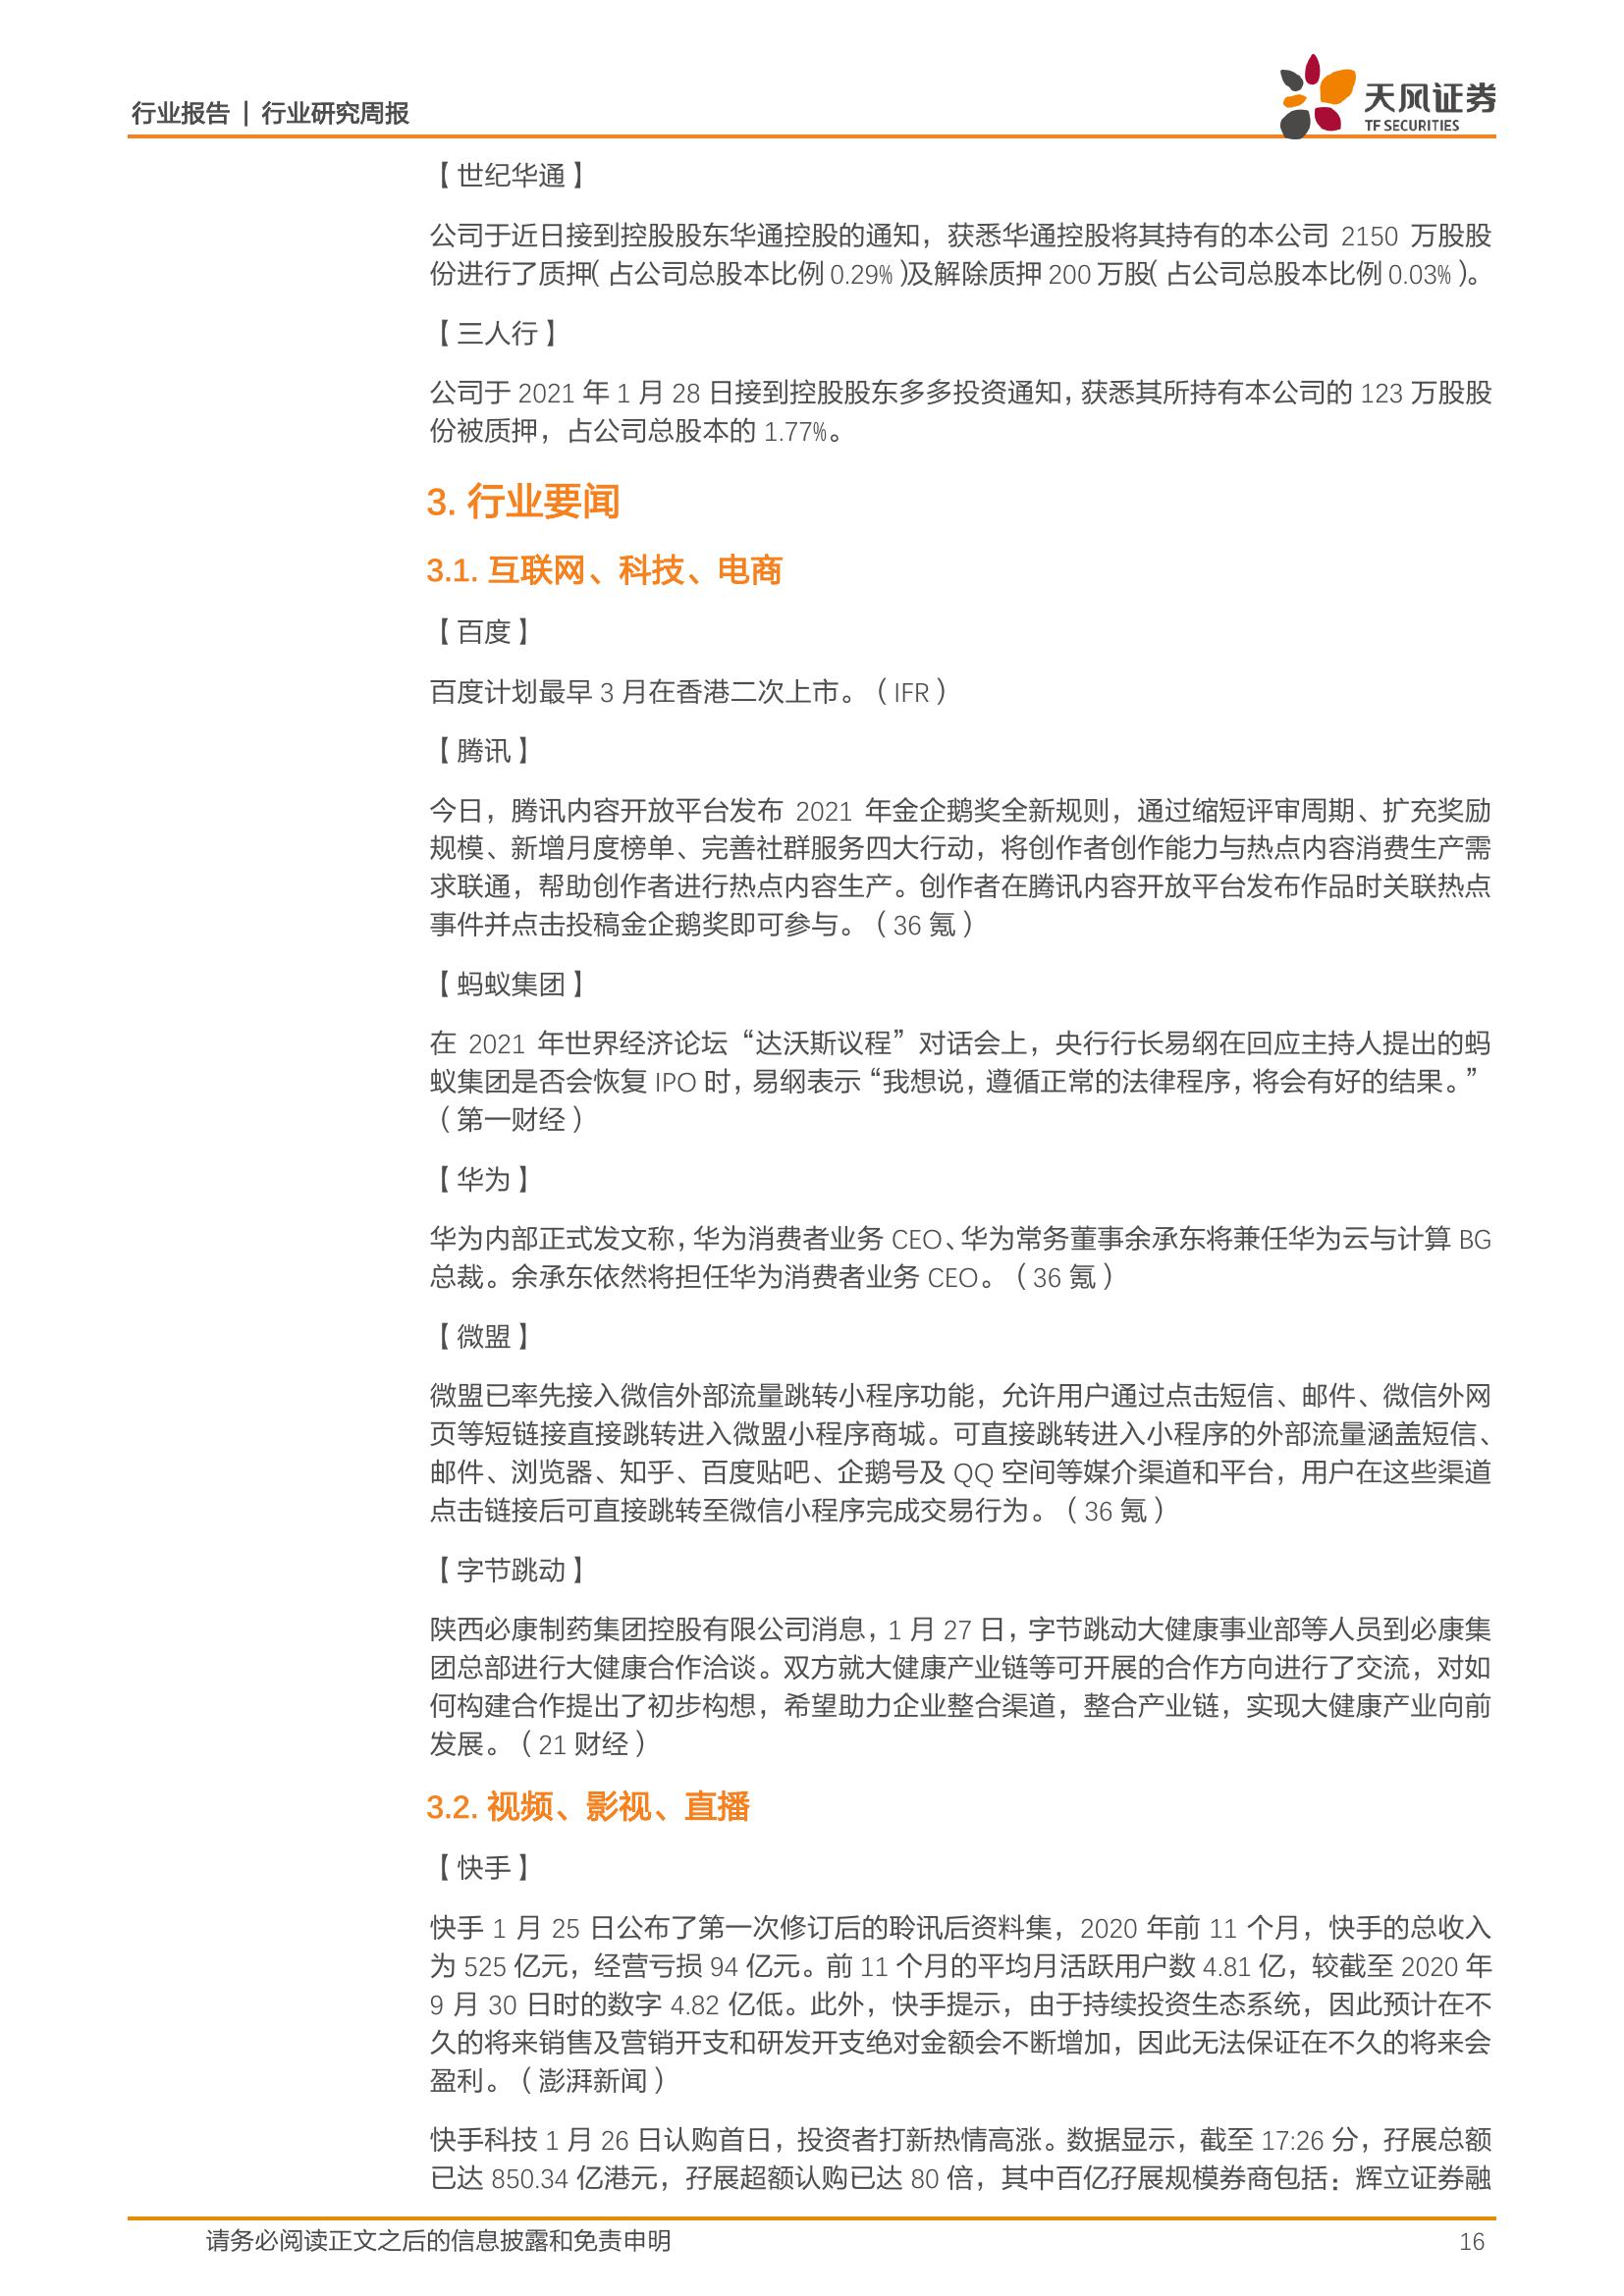 行业报告 | 行业研究周报
天风证券
TF SECURITIES
【世纪华通】
公司于近日接到控股股东华通控股的通知，获悉华通控股将其持有的本公司 2150 万股股
份进行了质押（占公司总股本比例 0.29%）及解除质押 200 万股（占公司总股本比例 0.03%）。
【三人行】
公司于 2021 年 1 月 28 日接到控股股东多多投资通知，获悉其所持有本公司的 123 万股股
份被质押，占公司总股本的 1.77%。
3. 行业要闻
3.1. 互联网、科技、电商
【百度】
百度计划最早 3 月在香港二次上市。（IFR）
【腾讯】
今日，腾讯内容开放平台发布 2021 年金企鹅奖全新规则，通过缩短评审周期、扩充奖励
规模、新增月度榜单、完善社群服务四大行动，将创作者创作能力与热点内容消费生产需
求联通，帮助创作者进行热点内容生产。创作者在腾讯内容开放平台发布作品时关联热点
事件并点击投稿金企鹅奖即可参与。（36 氪）
【蚂蚁集团】
在 2021 年世界经济论坛“达沃斯议程”对话会上，央行行长易纲在回应主持人提出的蚂
蚁集团是否会恢复 IPO 时，易纲表示“我想说，遵循正常的法律程序，将会有好的结果。”
（第一财经）
【华为】
华为内部正式发文称，华为消费者业务 CEO、华为常务董事余承东将兼任华为云与计算 BG
总裁。余承东依然将担任华为消费者业务 CEO。（36 氪）
【微盟】
微盟已率先接入微信外部流量跳转小程序功能，允许用户通过点击短信、邮件、微信外网
页等短链接直接跳转进入微盟小程序商城。可直接跳转进入小程序的外部流量涵盖短信、
邮件、浏览器、知乎、百度贴吧、企鹅号及 QQ 空间等媒介渠道和平台，用户在这些渠道
点击链接后可直接跳转至微信小程序完成交易行为。（36 氪）
【字节跳动】
陕西必康制药集团控股有限公司消息，1 月 27 日，字节跳动大健康事业部等人员到必康集
团总部进行大健康合作洽谈。双方就大健康产业链等可开展的合作方向进行了交流，对如
何构建合作提出了初步构想，希望助力企业整合渠道，整合产业链，实现大健康产业向前
发展。（21 财经）
3.2. 视频、影视、直播
【快手】
快手 1 月 25 日公布了第一次修订后的聆讯后资料集，2020 年前 11 个月，快手的总收入
为 525 亿元，经营亏损 94 亿元。前 11 个月的平均月活跃用户数 4.81 亿，较截至 2020 年
9 月 30 日时的数字 4.82 亿低。此外，快手提示，由于持续投资生态系统，因此预计在不
久的将来销售及营销开支和研发开支绝对金额会不断增加，因此无法保证在不久的将来会
盈利。（澎湃新闻）
快手科技 1 月 26 日认购首日，投资者打新热情高涨。数据显示，截至 17:26 分，孖展总额
已达 850.34 亿港元，孖展超额认购已达 80 倍，其中百亿孖展规模券商包括：辉立证券融
请务必阅读正文之后的信息披露和免责申明
16